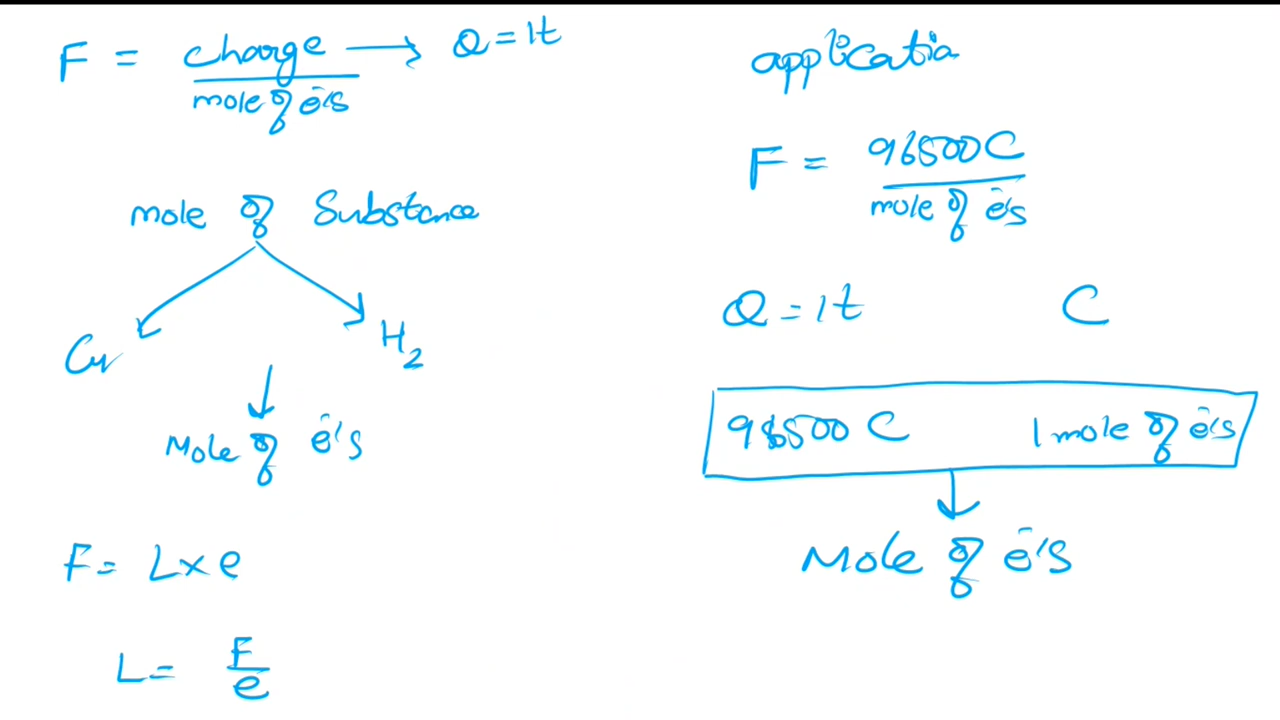 F = charge / mole of e⁻'s → Q = It
mole of Substance
Cu H₂
Mole of e⁻'s
F = L × e
L = F / e
application
F = 96500 C / mole of e⁻'s
Q = It C
96500 C 1 mole of e⁻'s
Mole of e⁻'s